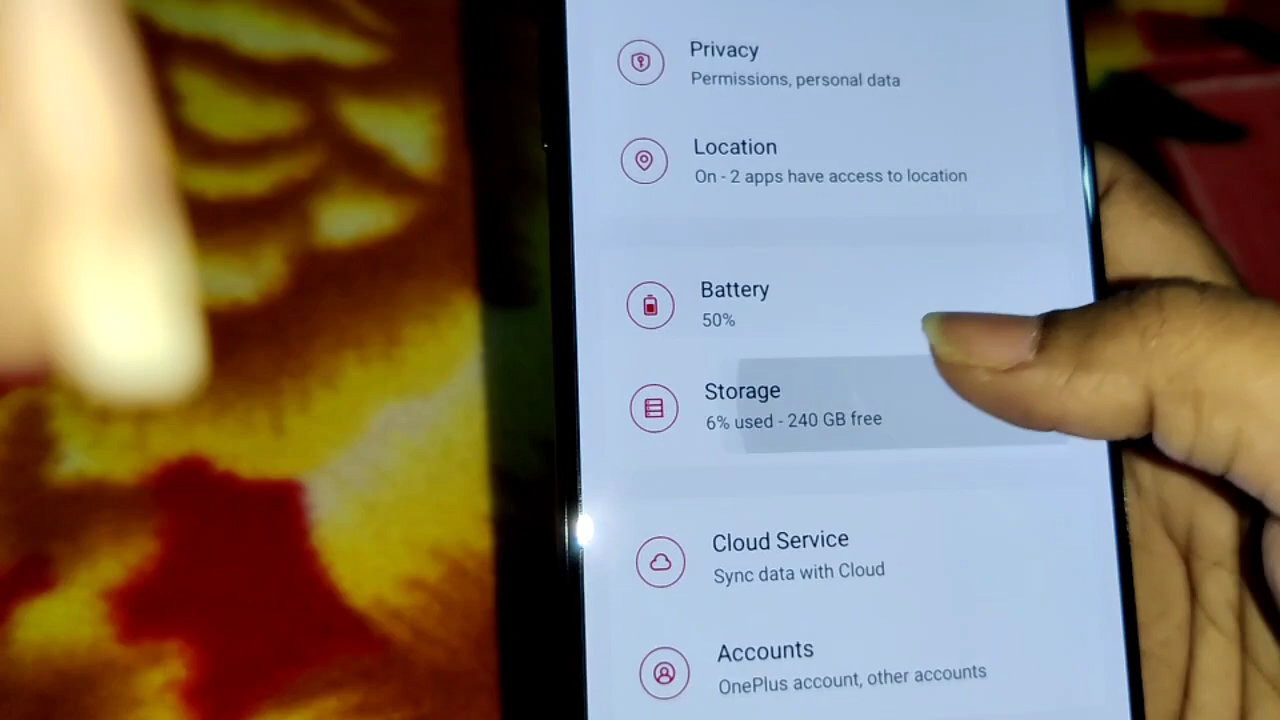 Privacy
Permissions, personal data
Location
On - 2 apps have access to location
Battery
50%
Storage
6% used - 240 GB free
Cloud Service
Sync data with Cloud
Accounts
OnePlus account, other accounts